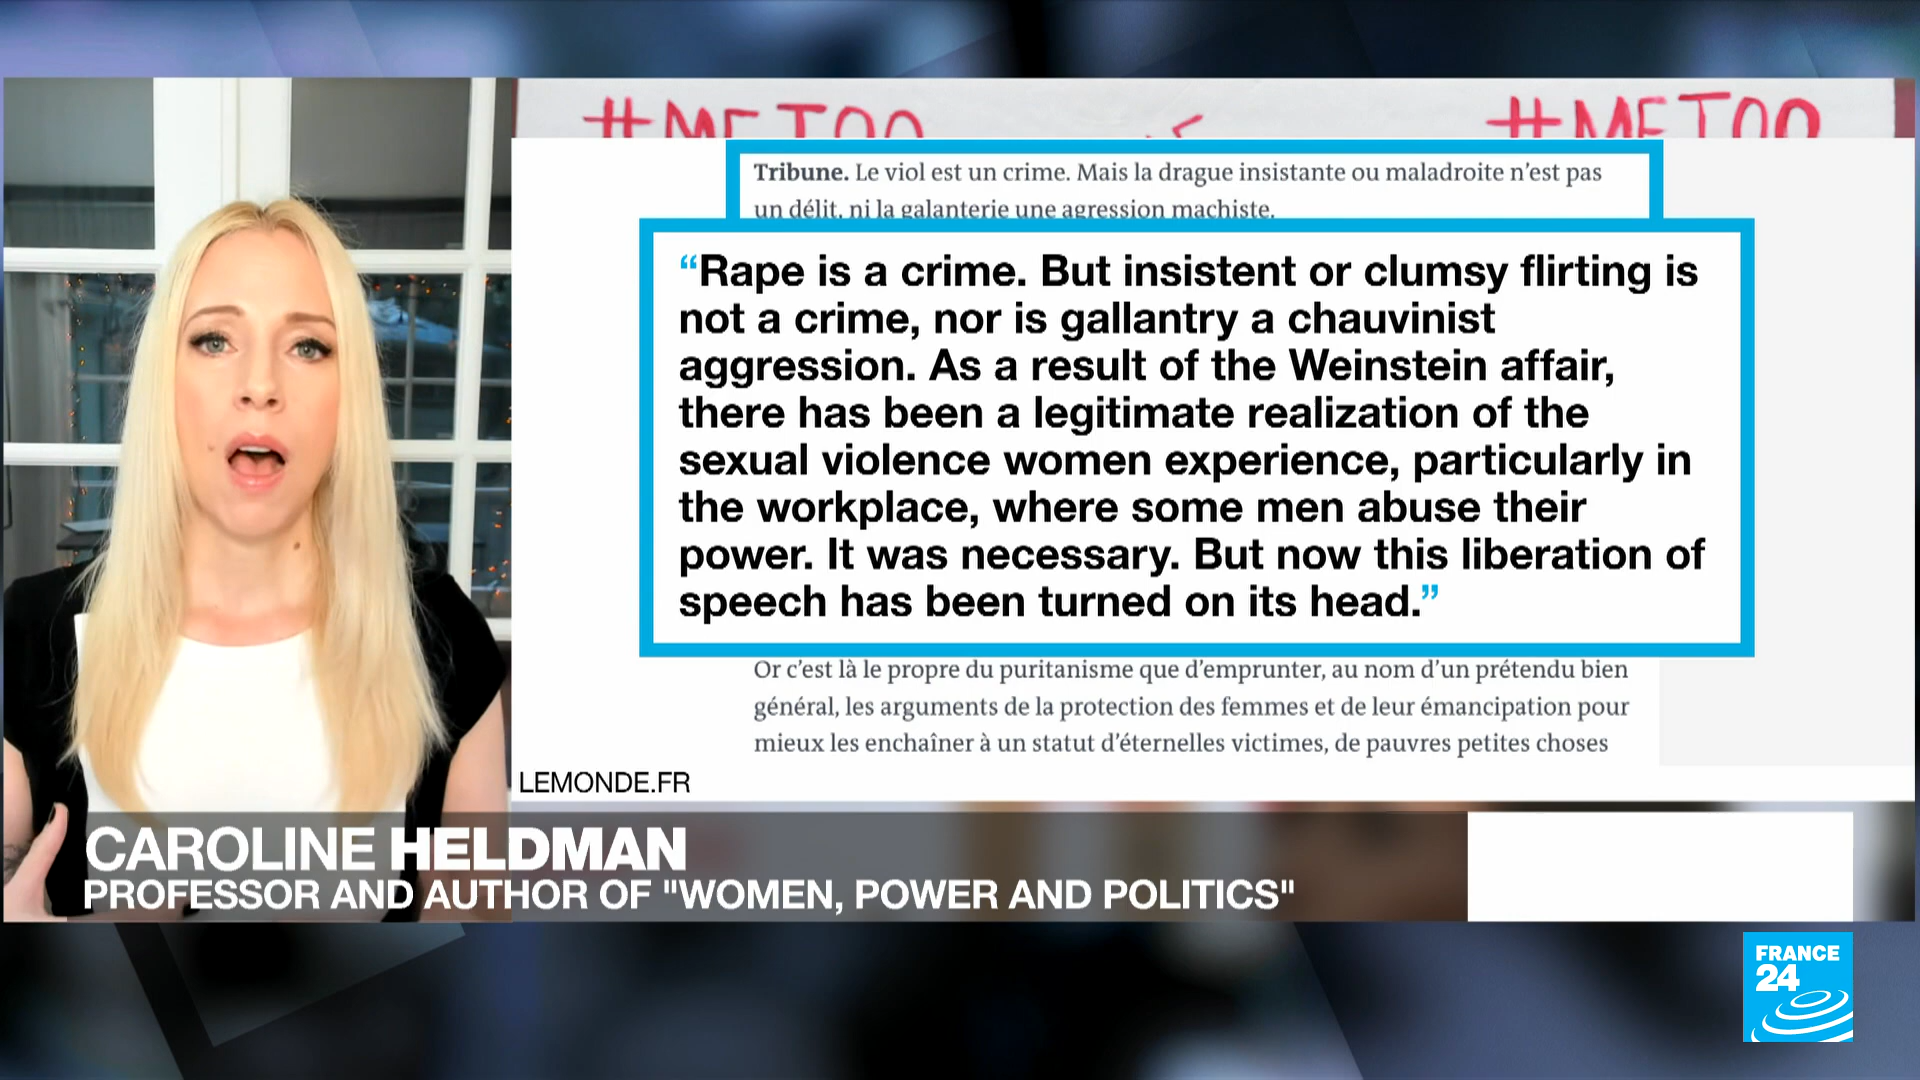 #METOO
#METOO
Tribune. Le viol est un crime. Mais la drague insistante ou maladroite n’est pas
un délit, ni la galanterie une agression machiste.
“Rape is a crime. But insistent or clumsy flirting is
not a crime, nor is gallantry a chauvinist
aggression. As a result of the Weinstein affair,
there has been a legitimate realization of the
sexual violence women experience, particularly in
the workplace, where some men abuse their
power. It was necessary. But now this liberation of
speech has been turned on its head.”
Or c’est là le propre du puritanisme que d’emprunter, au nom d’un prétendu bien
général, les arguments de la protection des femmes et de leur émancipation pour
mieux les enchaîner à un statut d’éternelles victimes, de pauvres petites choses
LEMONDE.FR
CAROLINE HELDMAN
PROFESSOR AND AUTHOR OF "WOMEN, POWER AND POLITICS"
FRANCE
24